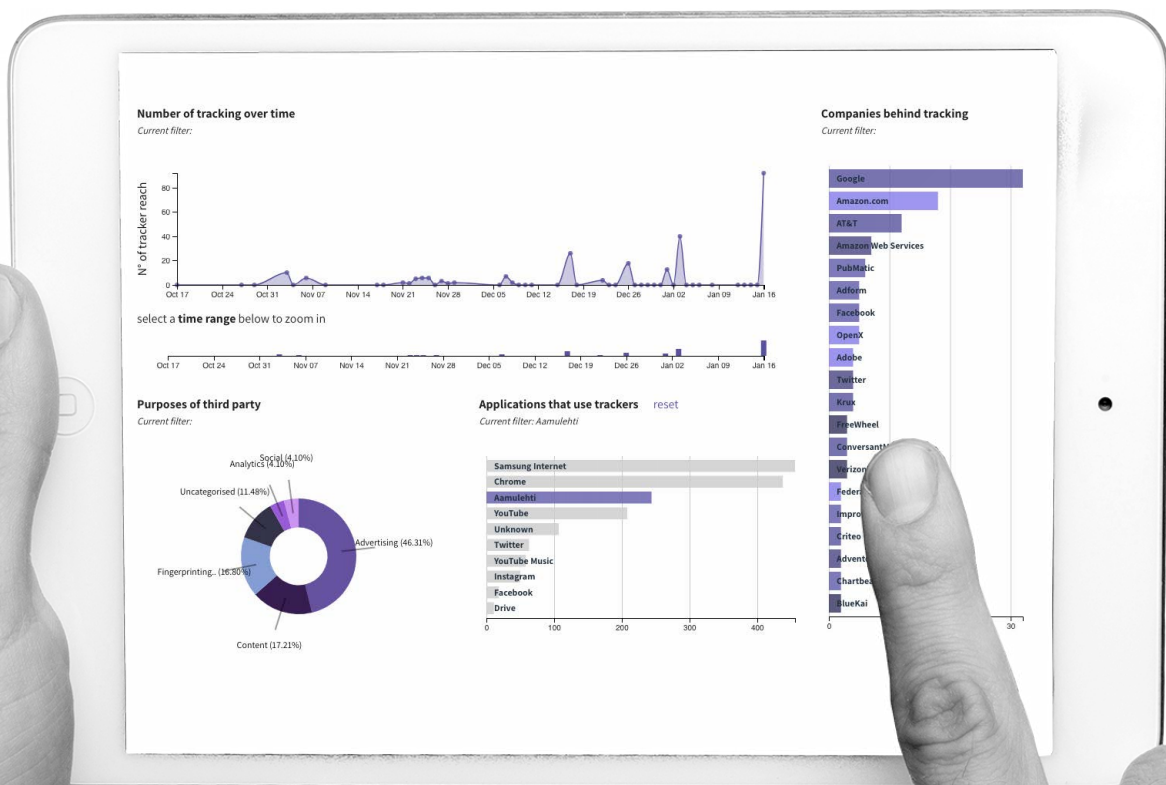 Number of tracking over time
Current filter:
N° of tracker reach
80
60
40
20
0
Oct 17 Oct 24 Oct 31 Nov 07 Nov 14 Nov 21 Nov 28 Dec 05 Dec 12 Dec 19 Dec 26 Jan 02 Jan 09 Jan 16
select a time range below to zoom in
Oct 17 Oct 24 Oct 31 Nov 07 Nov 14 Nov 21 Nov 28 Dec 05 Dec 12 Dec 19 Dec 26 Jan 02 Jan 09 Jan 16
Purposes of third party
Current filter:
Social (4.10%)
Analytics (4.10%)
Uncategorised (11.48%)
Advertising (46.31%)
Fingerprinting.. (16.80%)
Content (17.21%)
Applications that use trackers reset
Current filter: Aamulehti
Samsung Internet
Chrome
Aamulehti
YouTube
Unknown
Twitter
YouTube Music
Instagram
Facebook
Drive
0 100 200 300 400
Companies behind tracking
Current filter:
Google
Amazon.com
AT&T
Amazon Web Services
PubMatic
Adform
Facebook
OpenX
Adobe
Twitter
Krux
FreeWheel
Verizon
Criteo
BlueKai
0 30